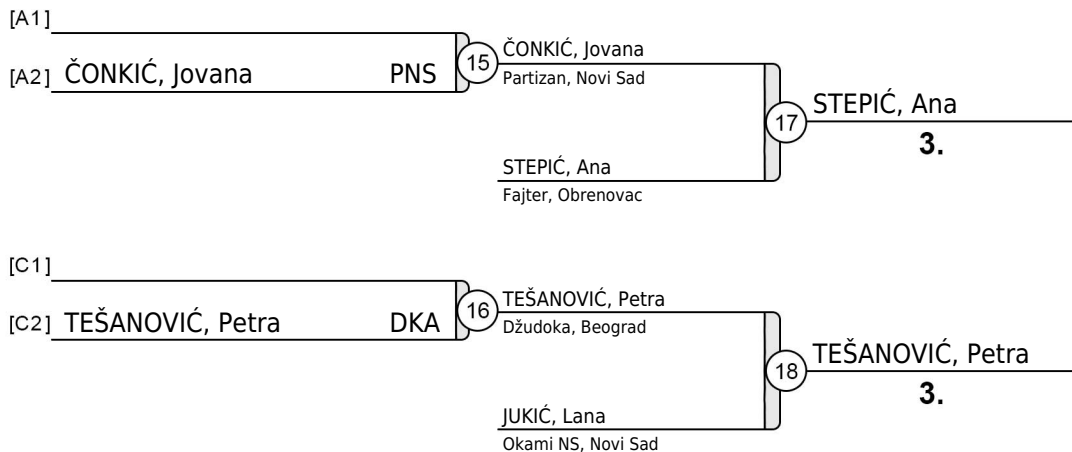 [A1]
[A2] ČONKIĆ, Jovana PNS
15
ČONKIĆ, Jovana
Partizan, Novi Sad
17
STEPIĆ, Ana
3.
STEPIĆ, Ana
Fajter, Obrenovac
[C1]
[C2] TEŠANOVIĆ, Petra DKA
16
TEŠANOVIĆ, Petra
Džudoka, Beograd
18
TEŠANOVIĆ, Petra
3.
JUKIĆ, Lana
Okami NS, Novi Sad